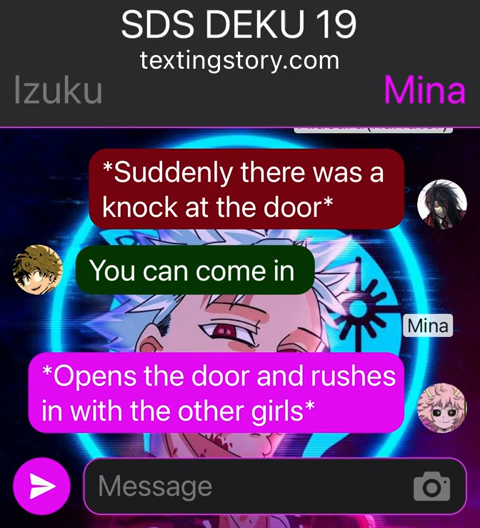 SDS DEKU 19
textingstory.com
Izuku
Mina
*Suddenly there was a
knock at the door*
You can come in
Mina
*Opens the door and rushes
in with the other girls*
Message